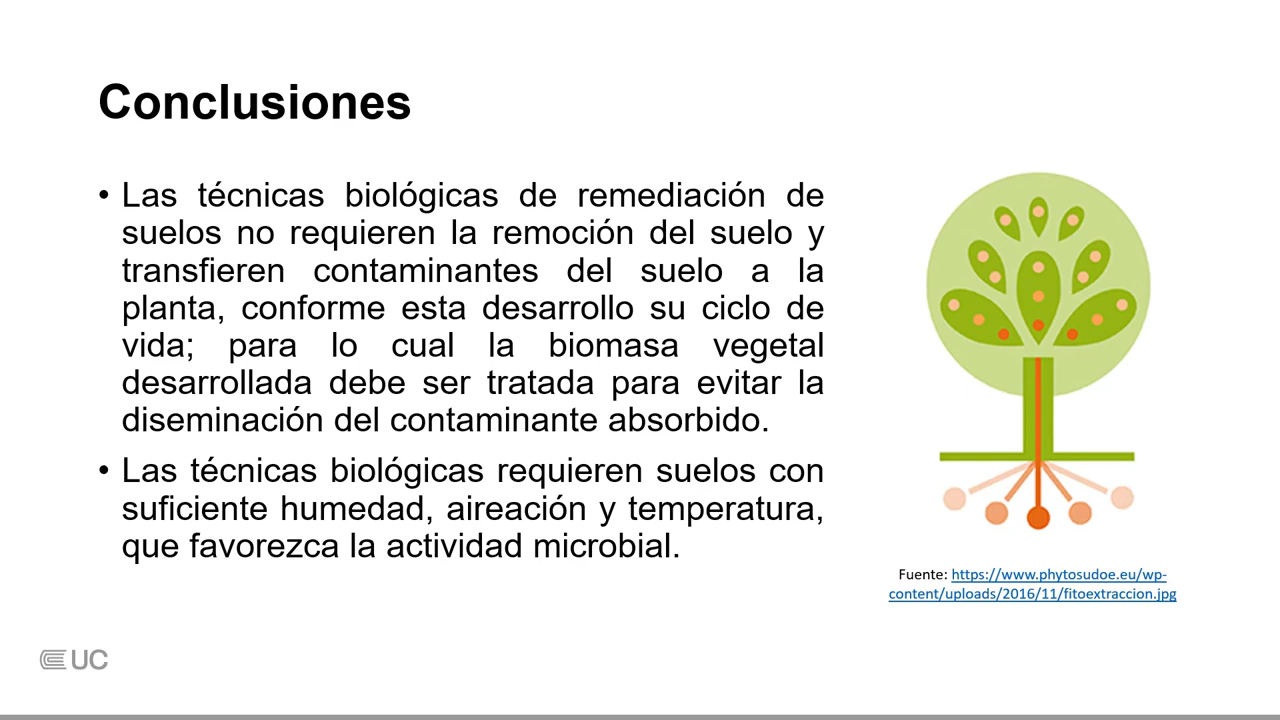 Conclusiones
• Las técnicas biológicas de remediación de
suelos no requieren la remoción del suelo y
transfieren contaminantes del suelo a la
planta, conforme esta desarrollo su ciclo de
vida; para lo cual la biomasa vegetal
desarrollada debe ser tratada para evitar la
diseminación del contaminante absorbido.
• Las técnicas biológicas requieren suelos con
suficiente humedad, aireación y temperatura,
que favorezca la actividad microbial.
Fuente: https://www.phytosudoe.eu/wp-
content/uploads/2016/11/fitoextraccion.jpg
UC